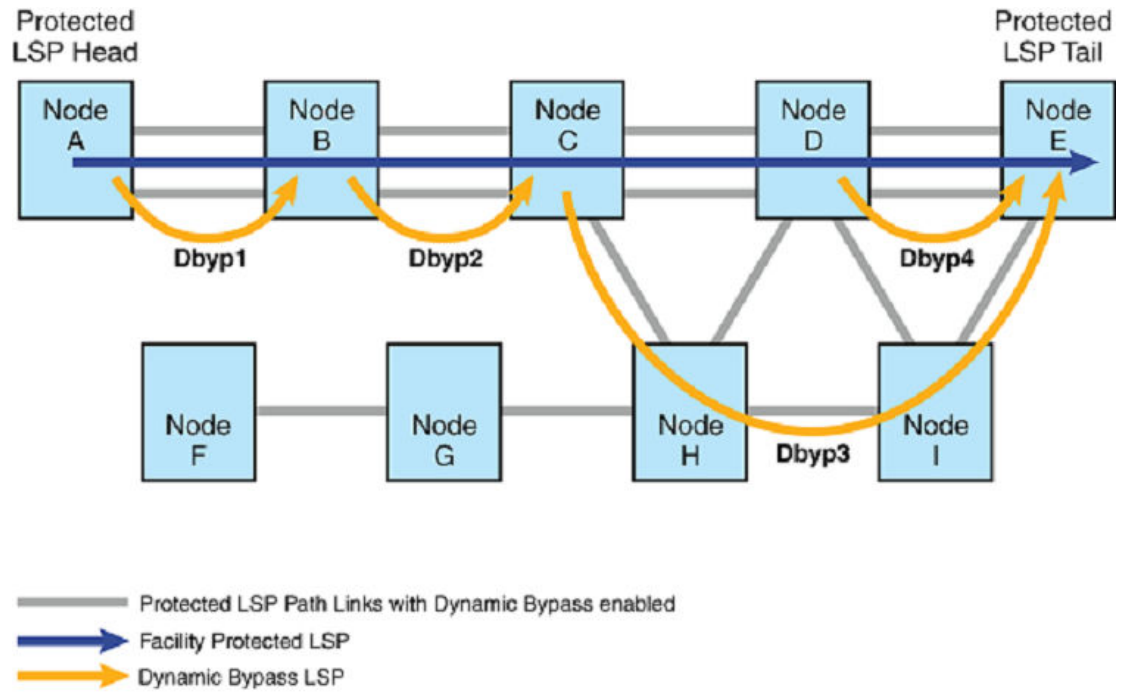 Protected
LSP Head
Protected
LSP Tail
Node
A
Node
B
Node
C
Node
D
Node
E
Dbyp1
Dbyp2
Dbyp4
Node
F
Node
G
Node
H
Dbyp3
Node
I
Protected LSP Path Links with Dynamic Bypass enabled
Facility Protected LSP
Dynamic Bypass LSP